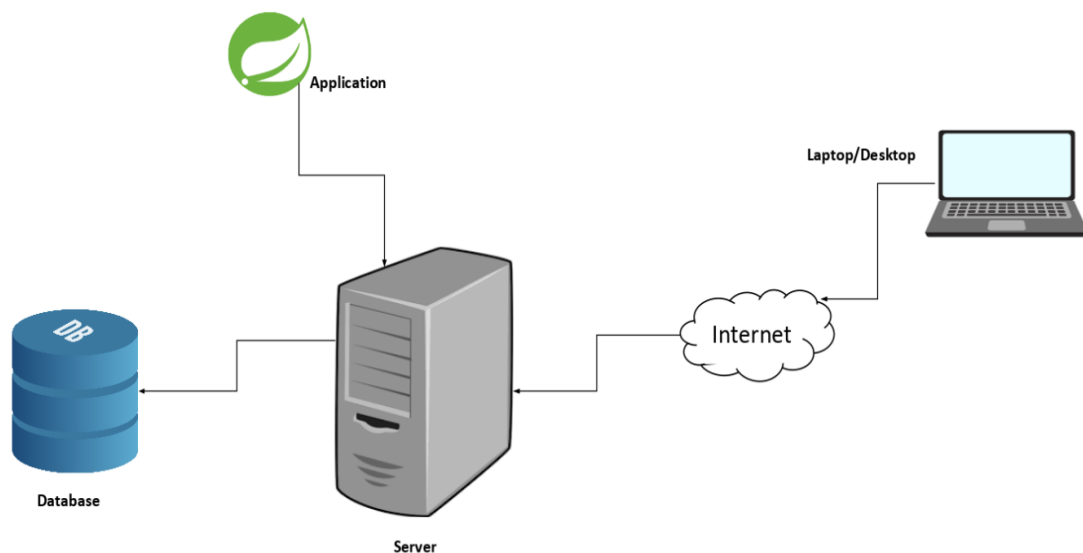 Application
Laptop/Desktop
DB
Internet
Database
Server